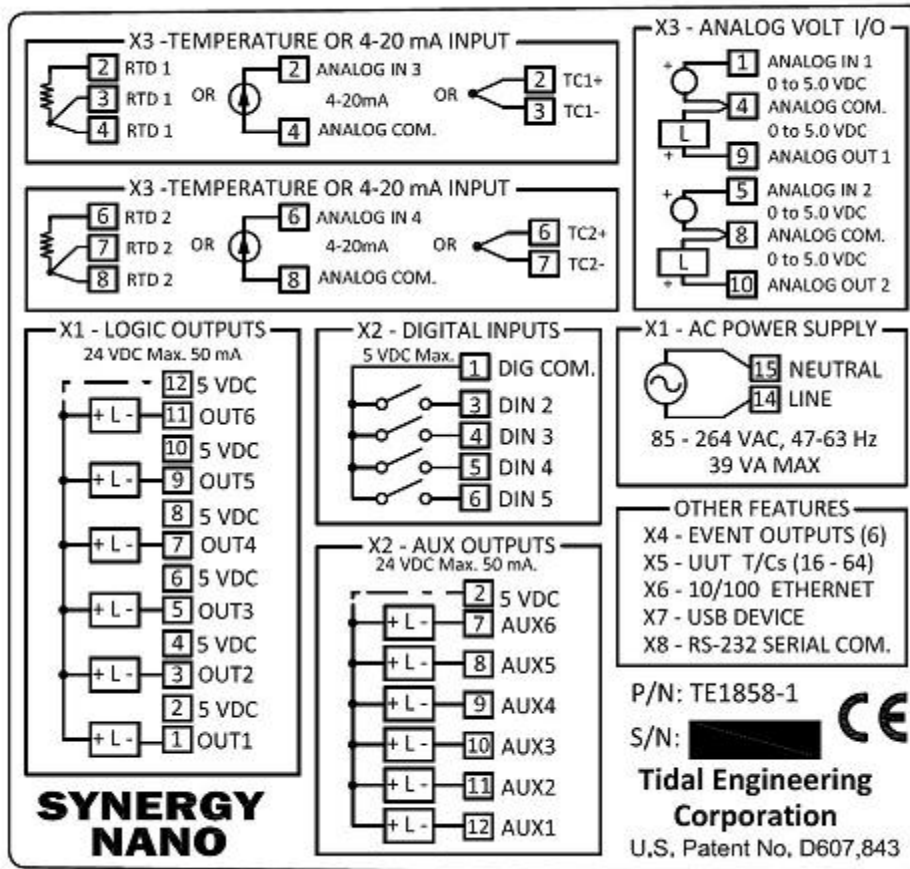 X3 -TEMPERATURE OR 4-20 mA INPUT
2 RTD 1
3 RTD 1
4 RTD 1
OR
2 ANALOG IN 3
4-20mA
4 ANALOG COM.
OR
2 TC1+
3 TC1-
X3 -TEMPERATURE OR 4-20 mA INPUT
6 RTD 2
7 RTD 2
8 RTD 2
OR
6 ANALOG IN 4
4-20mA
8 ANALOG COM.
OR
6 TC2+
7 TC2-
X3 - ANALOG VOLT I/O
+ 1 ANALOG IN 1
0 to 5.0 VDC
4 ANALOG COM.
L 0 to 5.0 VDC
+ 9 ANALOG OUT 1
+ 5 ANALOG IN 2
0 to 5.0 VDC
8 ANALOG COM.
L 0 to 5.0 VDC
+ 10 ANALOG OUT 2
X1 - LOGIC OUTPUTS
24 VDC Max. 50 mA
12 5 VDC
+ L - 11 OUT6
10 5 VDC
+ L - 9 OUT5
8 5 VDC
+ L - 7 OUT4
6 5 VDC
+ L - 5 OUT3
4 5 VDC
+ L - 3 OUT2
2 5 VDC
+ L - 1 OUT1
X2 - DIGITAL INPUTS
5 VDC Max. 1 DIG COM.
3 DIN 2
4 DIN 3
5 DIN 4
6 DIN 5
X2 - AUX OUTPUTS
24 VDC Max. 50 mA.
2 5 VDC
+ L - 7 AUX6
+ L - 8 AUX5
+ L - 9 AUX4
+ L - 10 AUX3
+ L - 11 AUX2
+ L - 12 AUX1
X1 - AC POWER SUPPLY
15 NEUTRAL
14 LINE
85 - 264 VAC, 47-63 Hz
39 VA MAX
OTHER FEATURES
X4 - EVENT OUTPUTS (6)
X5 - UUT T/Cs (16 - 64)
X6 - 10/100 ETHERNET
X7 - USB DEVICE
X8 - RS-232 SERIAL COM.
P/N: TE1858-1
CE
S/N:
Tidal Engineering
Corporation
U.S. Patent No. D607,843
SYNERGY
NANO